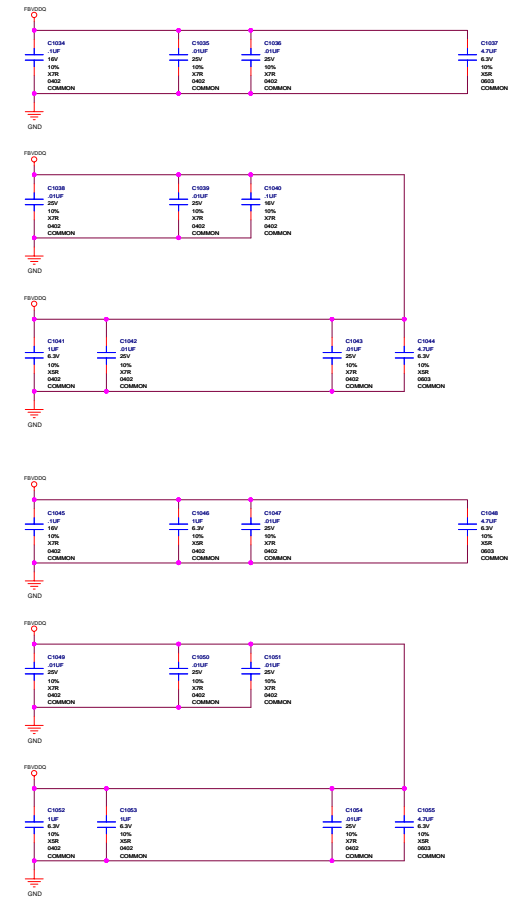 FBVDDQ
C1034
.1UF
16V
10%
X7R
0402
COMMON
C1035
.01UF
25V
10%
X7R
0402
COMMON
C1036
.01UF
25V
10%
X7R
0402
COMMON
C1037
4.7UF
6.3V
10%
X5R
0603
COMMON
GND
FBVDDQ
C1038
.01UF
25V
10%
X7R
0402
COMMON
C1039
.01UF
25V
10%
X7R
0402
COMMON
C1040
.1UF
16V
10%
X7R
0402
COMMON
GND
FBVDDQ
C1041
1UF
6.3V
10%
X5R
0402
COMMON
C1042
.01UF
25V
10%
X7R
0402
COMMON
C1043
.01UF
25V
10%
X7R
0402
COMMON
C1044
4.7UF
6.3V
10%
X5R
0603
COMMON
GND
FBVDDQ
C1045
.1UF
16V
10%
X7R
0402
COMMON
C1046
1UF
6.3V
10%
X5R
0402
COMMON
C1047
.01UF
25V
10%
X7R
0402
COMMON
C1048
4.7UF
6.3V
10%
X5R
0603
COMMON
GND
FBVDDQ
C1049
.01UF
25V
10%
X7R
0402
COMMON
C1050
.01UF
25V
10%
X7R
0402
COMMON
C1051
.01UF
25V
10%
X7R
0402
COMMON
GND
FBVDDQ
C1052
1UF
6.3V
10%
X5R
0402
COMMON
C1053
1UF
6.3V
10%
X5R
0402
COMMON
C1054
.01UF
25V
10%
X7R
0402
COMMON
C1055
4.7UF
6.3V
10%
X5R
0603
COMMON
GND